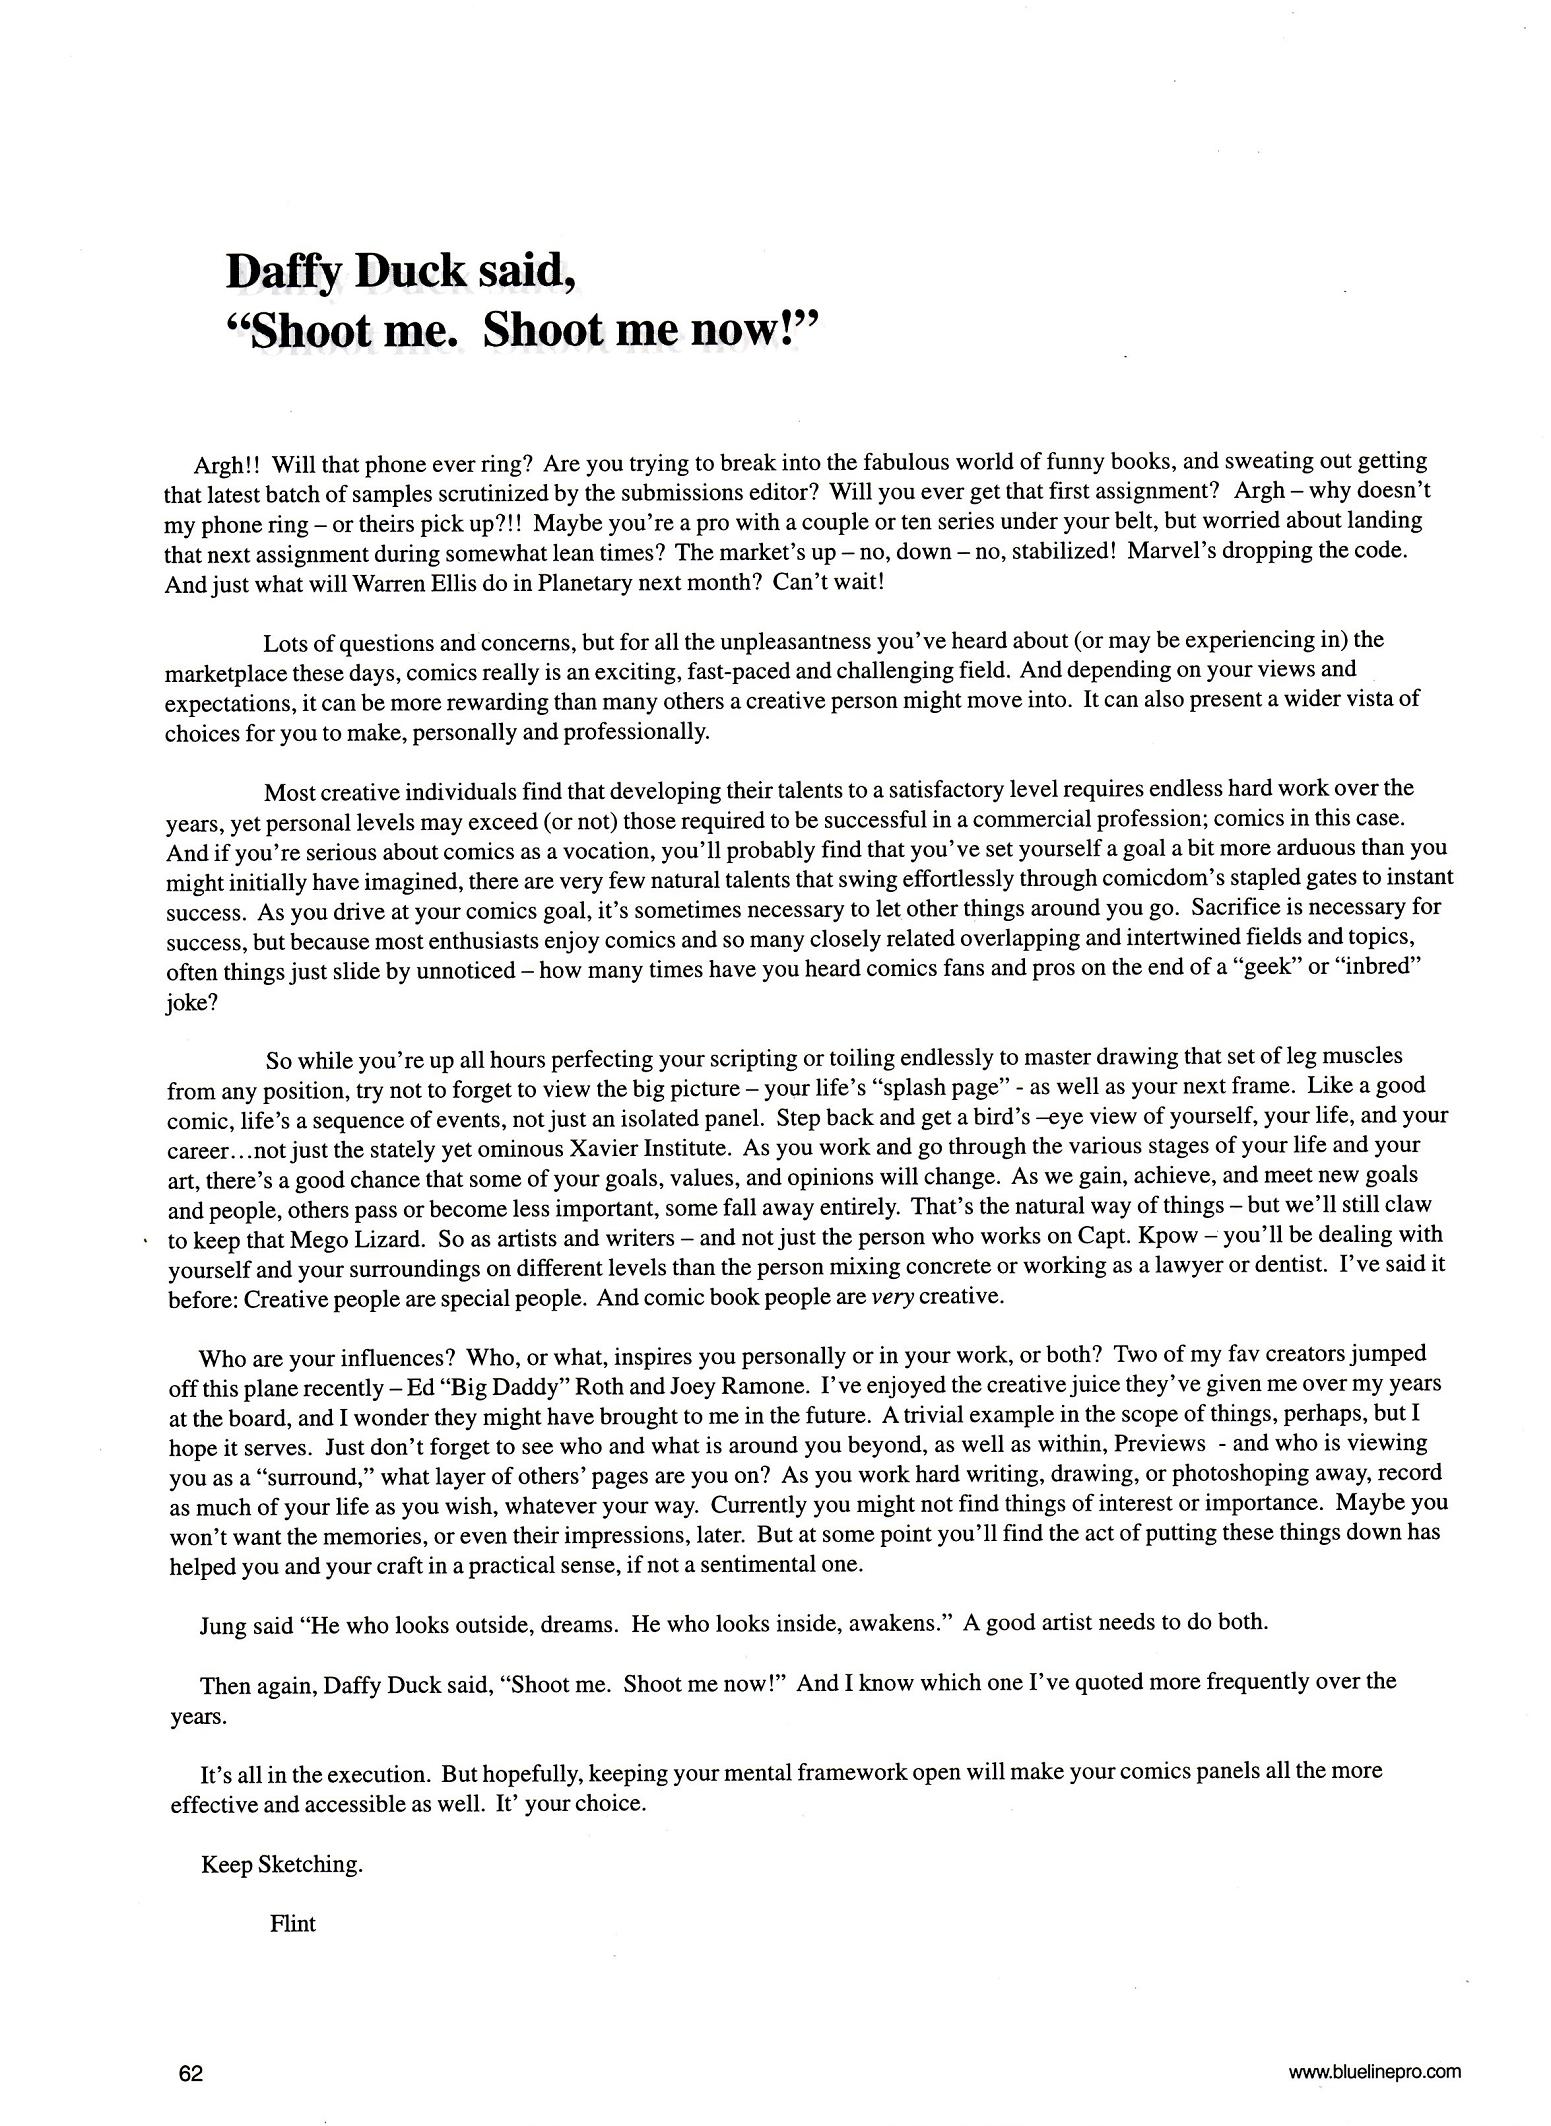 Daffy Duck said,
“Shoot me.  Shoot me now!”
Argh!!  Will that phone ever ring?  Are you trying to break into the fabulous world of funny books, and sweating out getting
that latest batch of samples scrutinized by the submissions editor?  Will you ever get that first assignment?  Argh – why doesn’t
my phone ring – or theirs pick up?!!  Maybe you’re a pro with a couple or ten series under your belt, but worried about landing
that next assignment during somewhat lean times?  The market’s up – no, down – no, stabilized!  Marvel’s dropping the code.
And just what will Warren Ellis do in Planetary next month?  Can’t wait!
Lots of questions and concerns, but for all the unpleasantness you’ve heard about (or may be experiencing in) the
marketplace these days, comics really is an exciting, fast-paced and challenging field.  And depending on your views and
expectations, it can be more rewarding than many others a creative person might move into.  It can also present a wider vista of
choices for you to make, personally and professionally.
Most creative individuals find that developing their talents to a satisfactory level requires endless hard work over the
years, yet personal levels may exceed (or not) those required to be successful in a commercial profession; comics in this case.
And if you’re serious about comics as a vocation, you’ll probably find that you’ve set yourself a goal a bit more arduous than you
might initially have imagined, there are very few natural talents that swing effortlessly through comicdom’s stapled gates to instant
success.  As you drive at your comics goal, it’s sometimes necessary to let other things around you go.  Sacrifice is necessary for
success, but because most enthusiasts enjoy comics and so many closely related overlapping and intertwined fields and topics,
often things just slide by unnoticed – how many times have you heard comics fans and pros on the end of a “geek” or “inbred”
joke?
So while you’re up all hours perfecting your scripting or toiling endlessly to master drawing that set of leg muscles
from any position, try not to forget to view the big picture – your life’s “splash page” - as well as your next frame.  Like a good
comic, life’s a sequence of events, not just an isolated panel.  Step back and get a bird’s –eye view of yourself, your life, and your
career…not just the stately yet ominous Xavier Institute.  As you work and go through the various stages of your life and your
art, there’s a good chance that some of your goals, values, and opinions will change.  As we gain, achieve, and meet new goals
and people, others pass or become less important, some fall away entirely.  That’s the natural way of things – but we’ll still claw
to keep that Mego Lizard.  So as artists and writers – and not just the person who works on Capt. Kpow – you’ll be dealing with
yourself and your surroundings on different levels than the person mixing concrete or working as a lawyer or dentist.  I’ve said it
before: Creative people are special people.  And comic book people are very creative.
Who are your influences?  Who, or what, inspires you personally or in your work, or both?  Two of my fav creators jumped
off this plane recently – Ed “Big Daddy” Roth and Joey Ramone.  I’ve enjoyed the creative juice they’ve given me over my years
at the board, and I wonder they might have brought to me in the future.  A trivial example in the scope of things, perhaps, but I
hope it serves.  Just don’t forget to see who and what is around you beyond, as well as within, Previews  - and who is viewing
you as a “surround,” what layer of others’ pages are you on?  As you work hard writing, drawing, or photoshoping away, record
as much of your life as you wish, whatever your way.  Currently you might not find things of interest or importance.  Maybe you
won’t want the memories, or even their impressions, later.  But at some point you’ll find the act of putting these things down has
helped you and your craft in a practical sense, if not a sentimental one.
Jung said “He who looks outside, dreams.  He who looks inside, awakens.”  A good artist needs to do both.
Then again, Daffy Duck said, “Shoot me.  Shoot me now!”  And I know which one I’ve quoted more frequently over the
years.
It’s all in the execution.  But hopefully, keeping your mental framework open will make your comics panels all the more
effective and accessible as well.  It’ your choice.
Keep Sketching.
Flint
62
www.bluelinepro.com